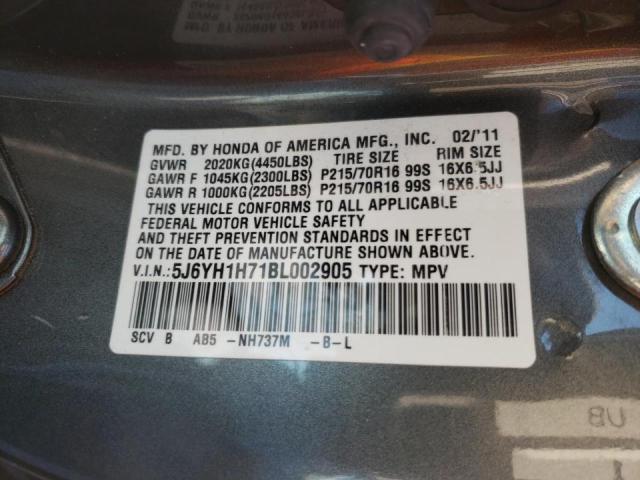 MFD. BY HONDA OF AMERICA MFG., INC. 02/'11
GVWR 2020KG(4450LBS) TIRE SIZE RIM SIZE
GAWR F 1045KG(2300LBS) P215/70R16 99S 16X6.5JJ
GAWR R 1000KG(2205LBS) P215/70R16 99S 16X6.5JJ
THIS VEHICLE CONFORMS TO ALL APPLICABLE
FEDERAL MOTOR VEHICLE SAFETY
AND THEFT PREVENTION STANDARDS IN EFFECT
ON THE DATE OF MANUFACTURE SHOWN ABOVE.
V.I.N.:5J6YH1H71BL002905 TYPE: MPV
SCV B AB5 -NH737M -B-L